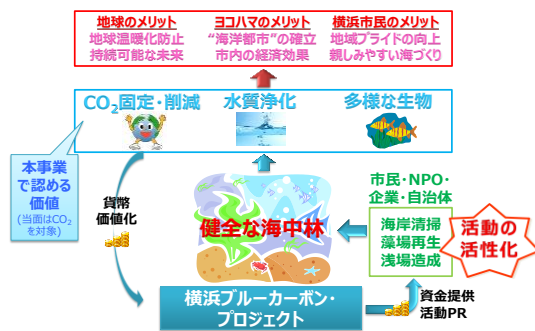 地球のメリット
地球温暖化防止
持続可能な未来
ヨコハマのメリット
“海洋都市”の確立
市内の経済効果
横浜市民のメリット
地域プライドの向上
親しみやすい海づくり
CO₂固定・削減
水質浄化
多様な生物
本事業
で認める
価値
(当面はCO₂
を対象)
貨幣
価値化
健全な海中林
市民・NPO・
企業・自治体
海岸清掃
藻場再生
浅場造成
活動の
活性化
横浜ブルーカーボン・
プロジェクト
資金提供
活動PR